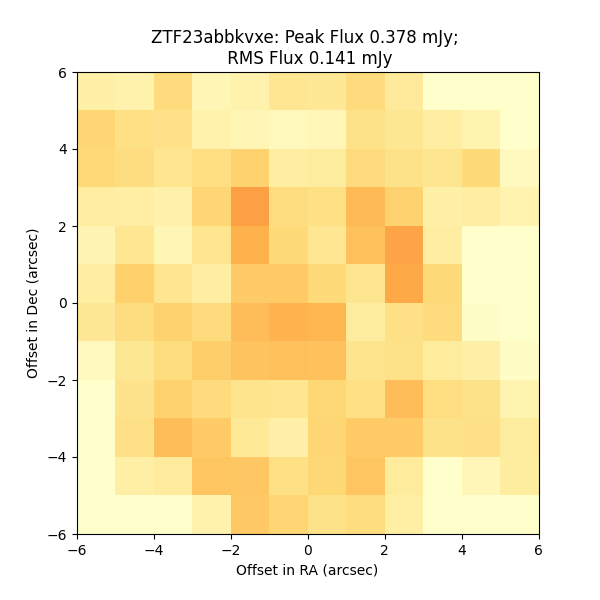 ZTF23abbkvxe: Peak Flux 0.378 mJy;
RMS Flux 0.141 mJy
6
4
2
0
−2
−4
−6
Offset in Dec (arcsec)
−6 −4 −2 0 2 4 6
Offset in RA (arcsec)